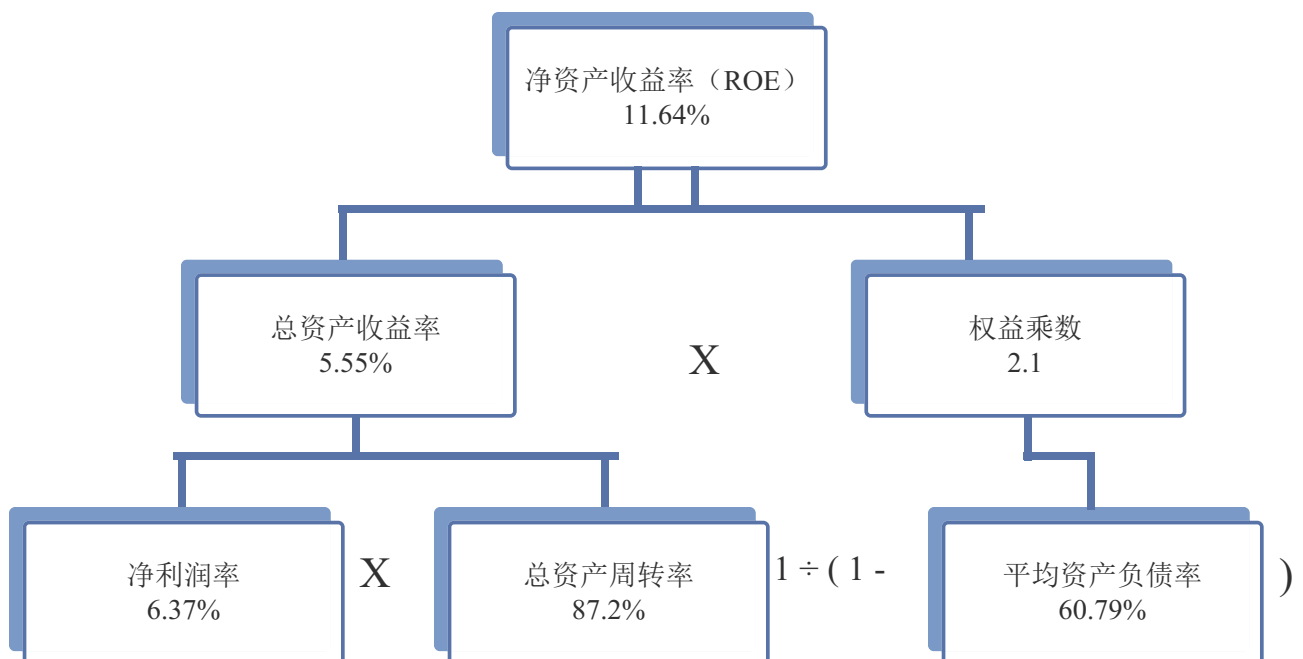 净资产收益率（ROE）
11.64%
总资产收益率
5.55%
X
权益乘数
2.1
净利润率
6.37%
X
总资产周转率
87.2%
1 ÷ ( 1 -
平均资产负债率
60.79%
)